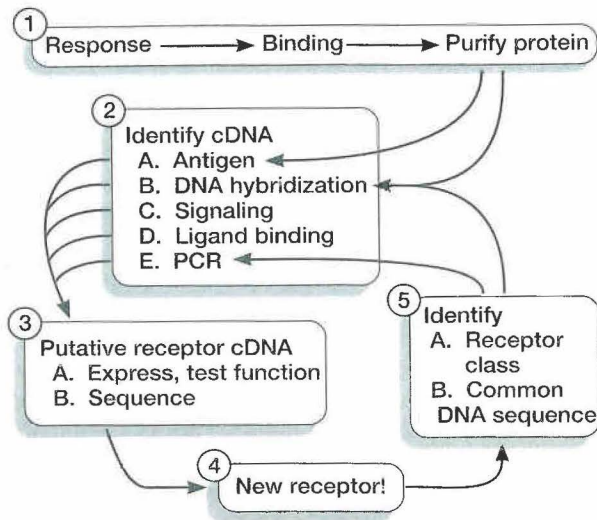 1
Response Binding Purify protein
2
Identify cDNA
A. Antigen
B. DNA hybridization
C. Signaling
D. Ligand binding
E. PCR
3
Putative receptor cDNA
A. Express, test function
B. Sequence
4
New receptor!
5
Identify
A. Receptor
class
B. Common
DNA sequence